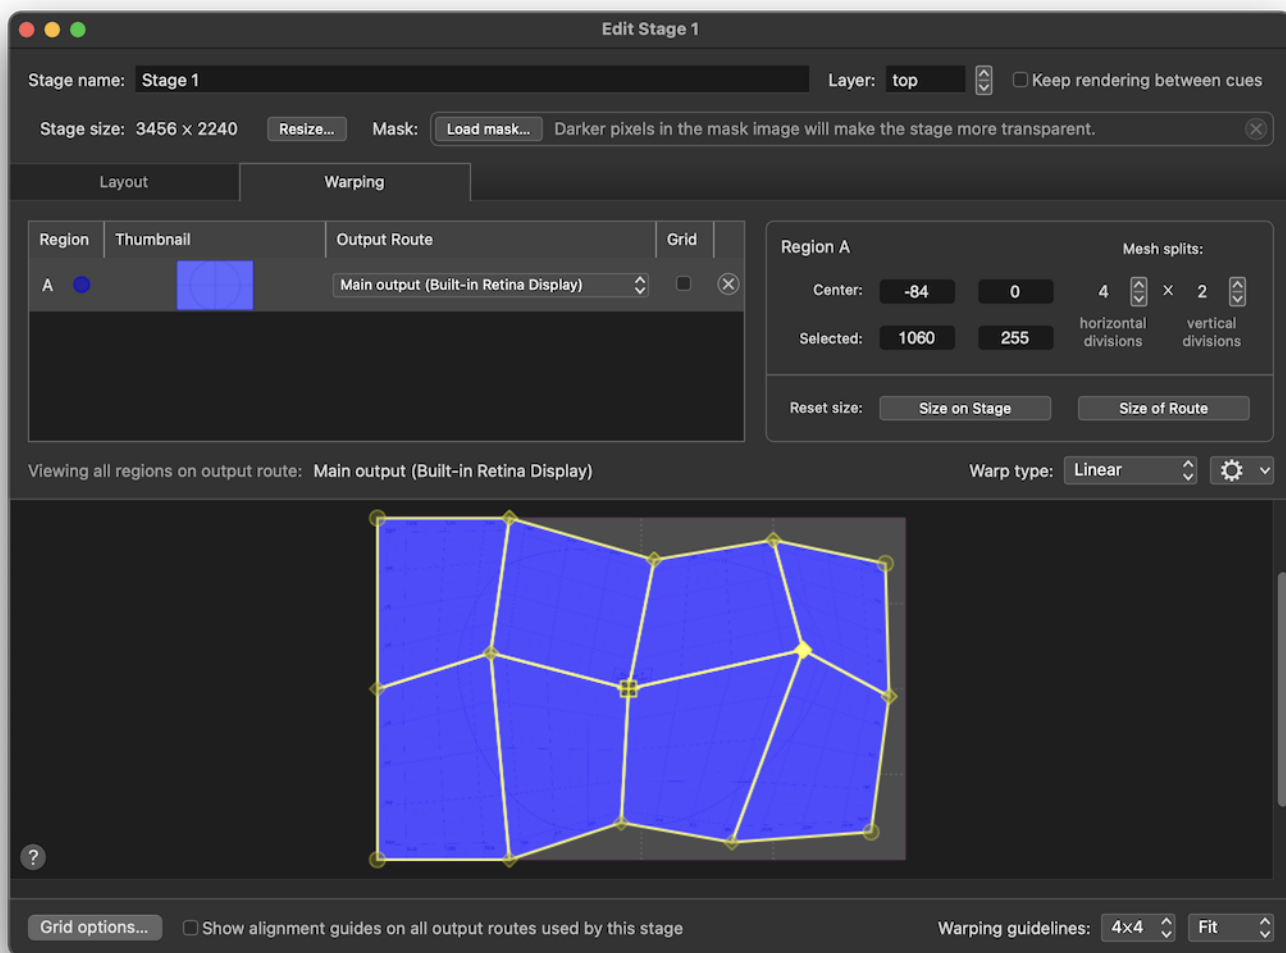 Edit Stage 1
Stage name: Stage 1 Layer: top Keep rendering between cues
Stage size: 3456 × 2240 Resize... Mask: Load mask... Darker pixels in the mask image will make the stage more transparent.
Layout Warping
Region Thumbnail Output Route Grid
A Main output (Built-in Retina Display)
Region A Mesh splits:
Center: -84 0 4 × 2
horizontal divisions vertical divisions
Selected: 1060 255
Reset size: Size on Stage Size of Route
Viewing all regions on output route: Main output (Built-in Retina Display) Warp type: Linear
?
Grid options... Show alignment guides on all output routes used by this stage Warping guidelines: 4×4 Fit